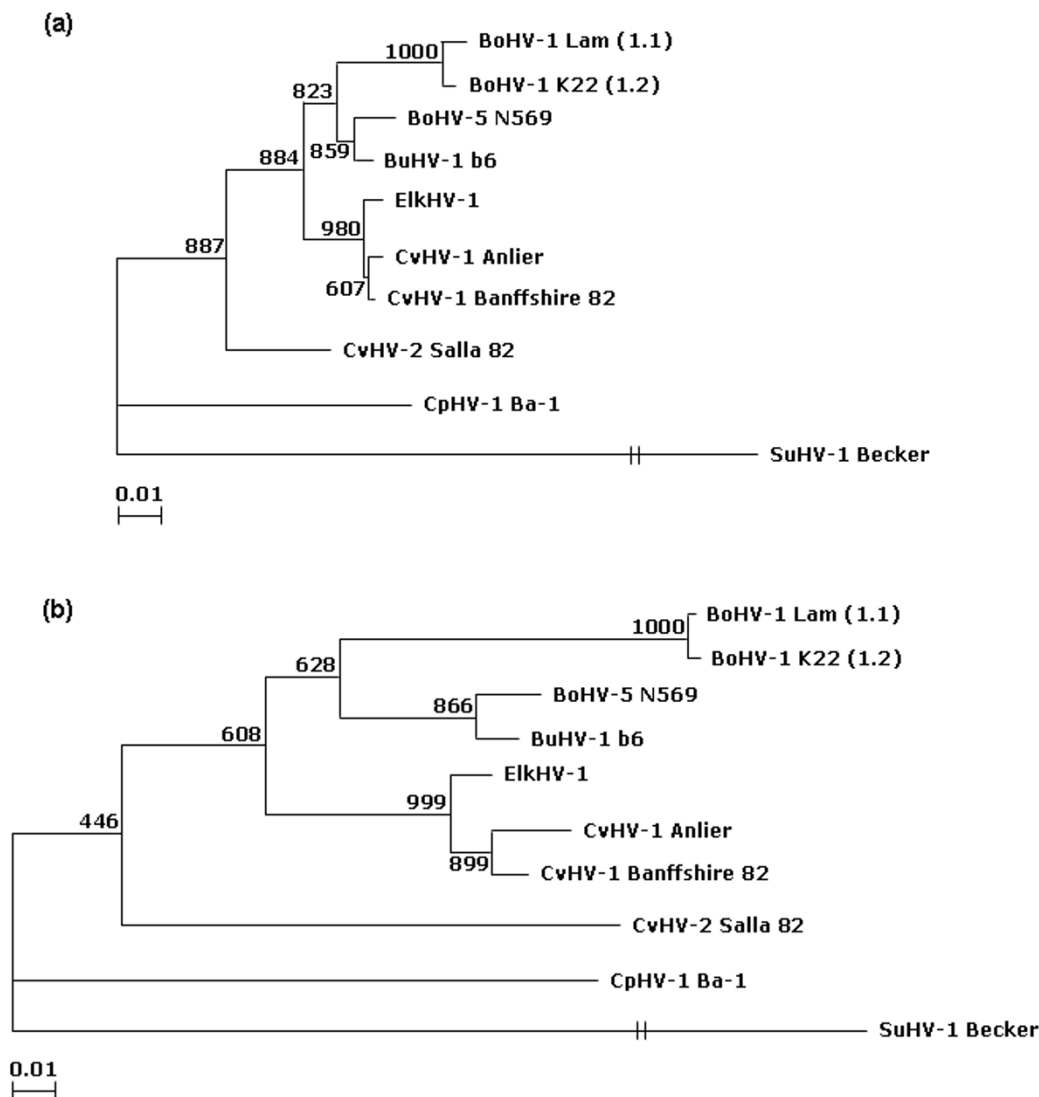 (a)
BoHV-1 Lam (1.1)
1000
BoHV-1 K22 (1.2)
823
BoHV-5 N569
859
BuHV-1 b6
884
ElkHV-1
980
887
CvHV-1 Anlier
607
CvHV-1 Banffshire 82
CvHV-2 Salla 82
CpHV-1 Ba-1
SuHV-1 Becker
0.01
(b)
BoHV-1 Lam (1.1)
1000
BoHV-1 K22 (1.2)
628
BoHV-5 N569
866
BuHV-1 b6
608
ElkHV-1
999
446
CvHV-1 Anlier
899
CvHV-1 Banffshire 82
CvHV-2 Salla 82
CpHV-1 Ba-1
SuHV-1 Becker
0.01